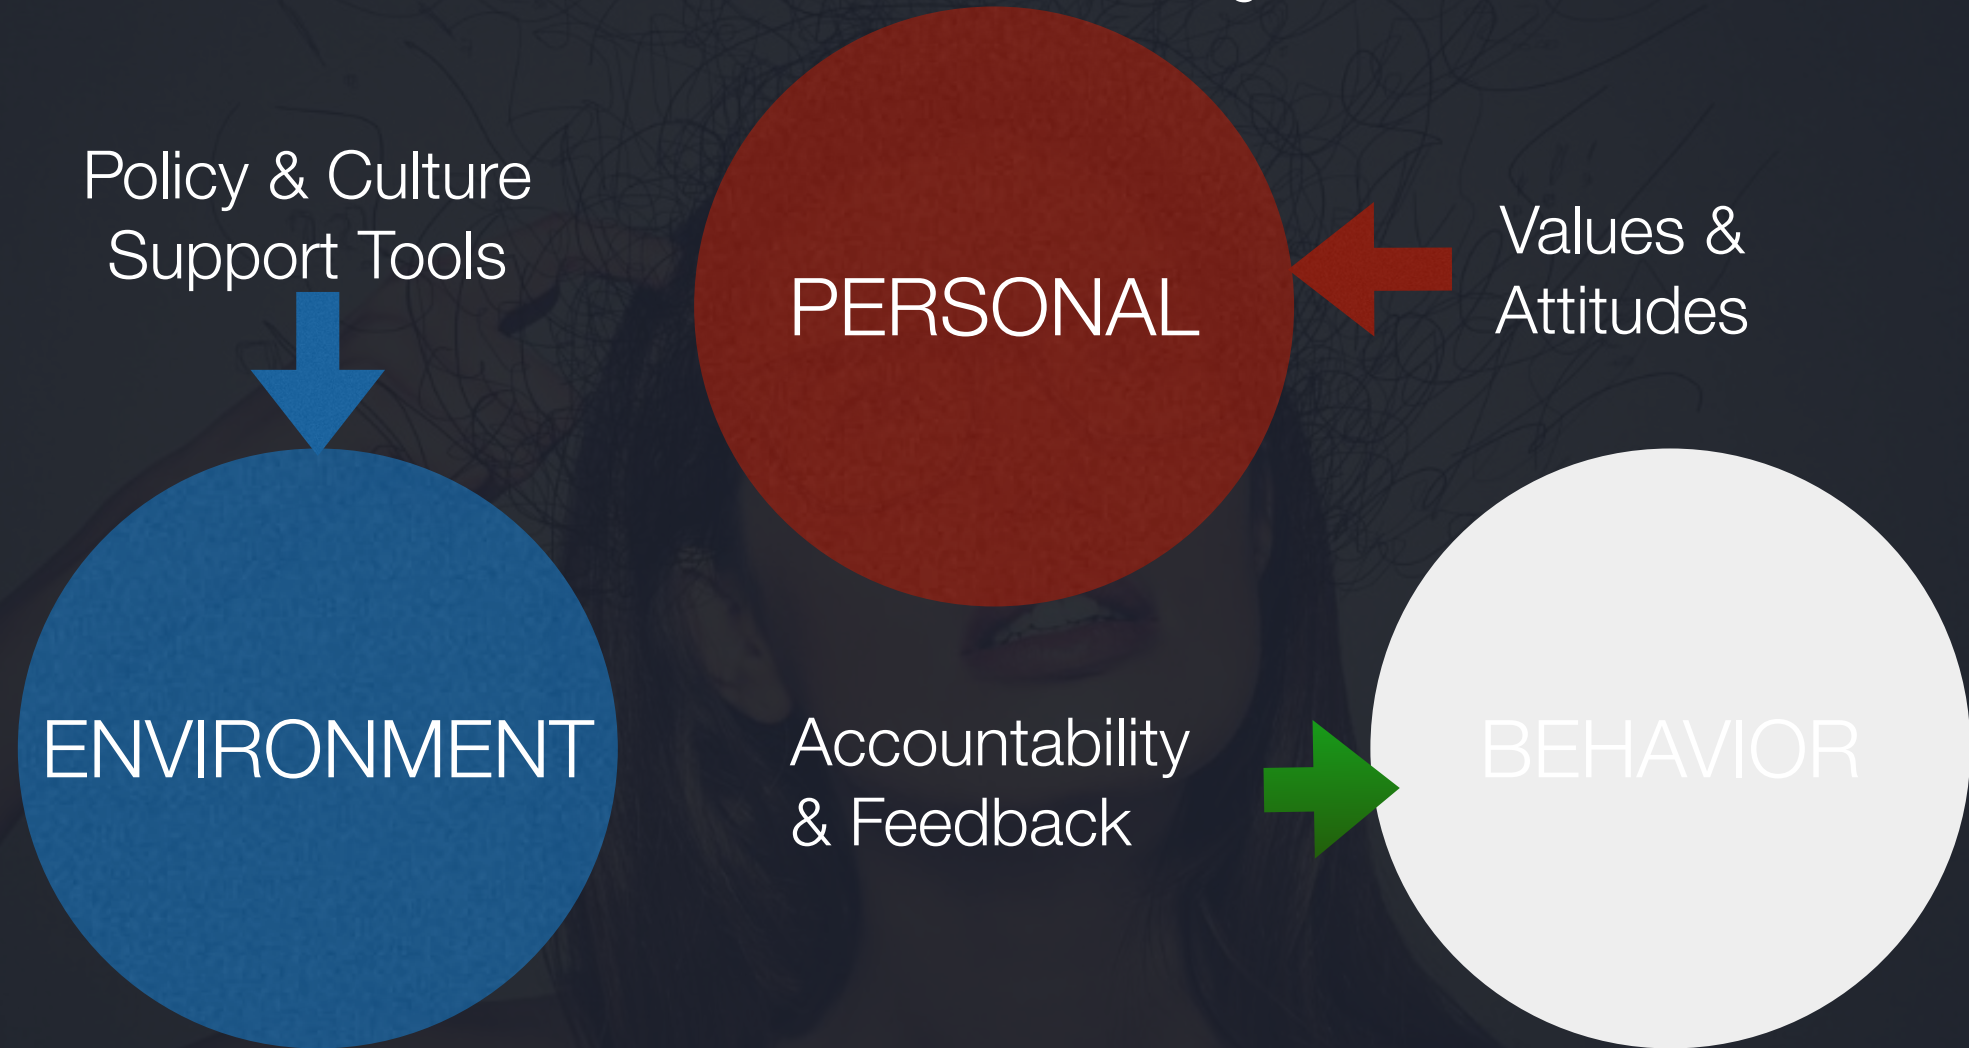 Policy & Culture
Support Tools
PERSONAL
Values &
Attitudes
ENVIRONMENT
Accountability
& Feedback
BEHAVIOR